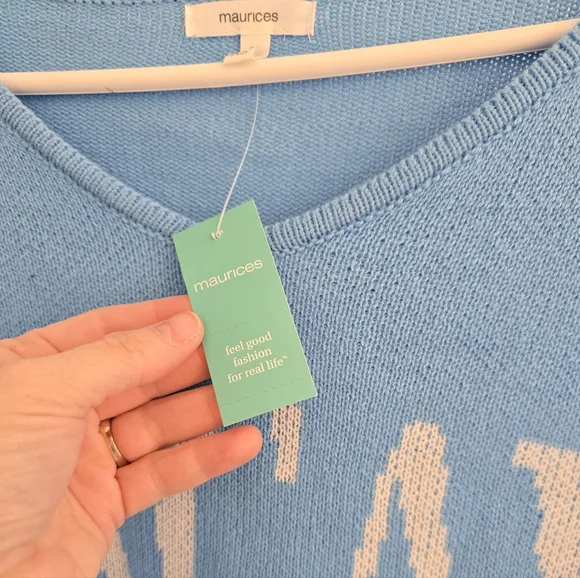 maurices
maurices
feel good
fashion
for real life™